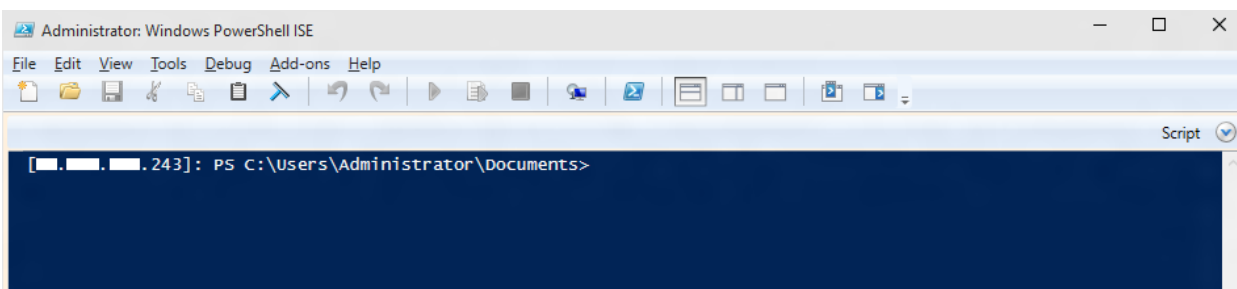 Administrator: Windows PowerShell ISE
File Edit View Tools Debug Add-ons Help
Script
[ . . .243]: PS C:\Users\Administrator\Documents>